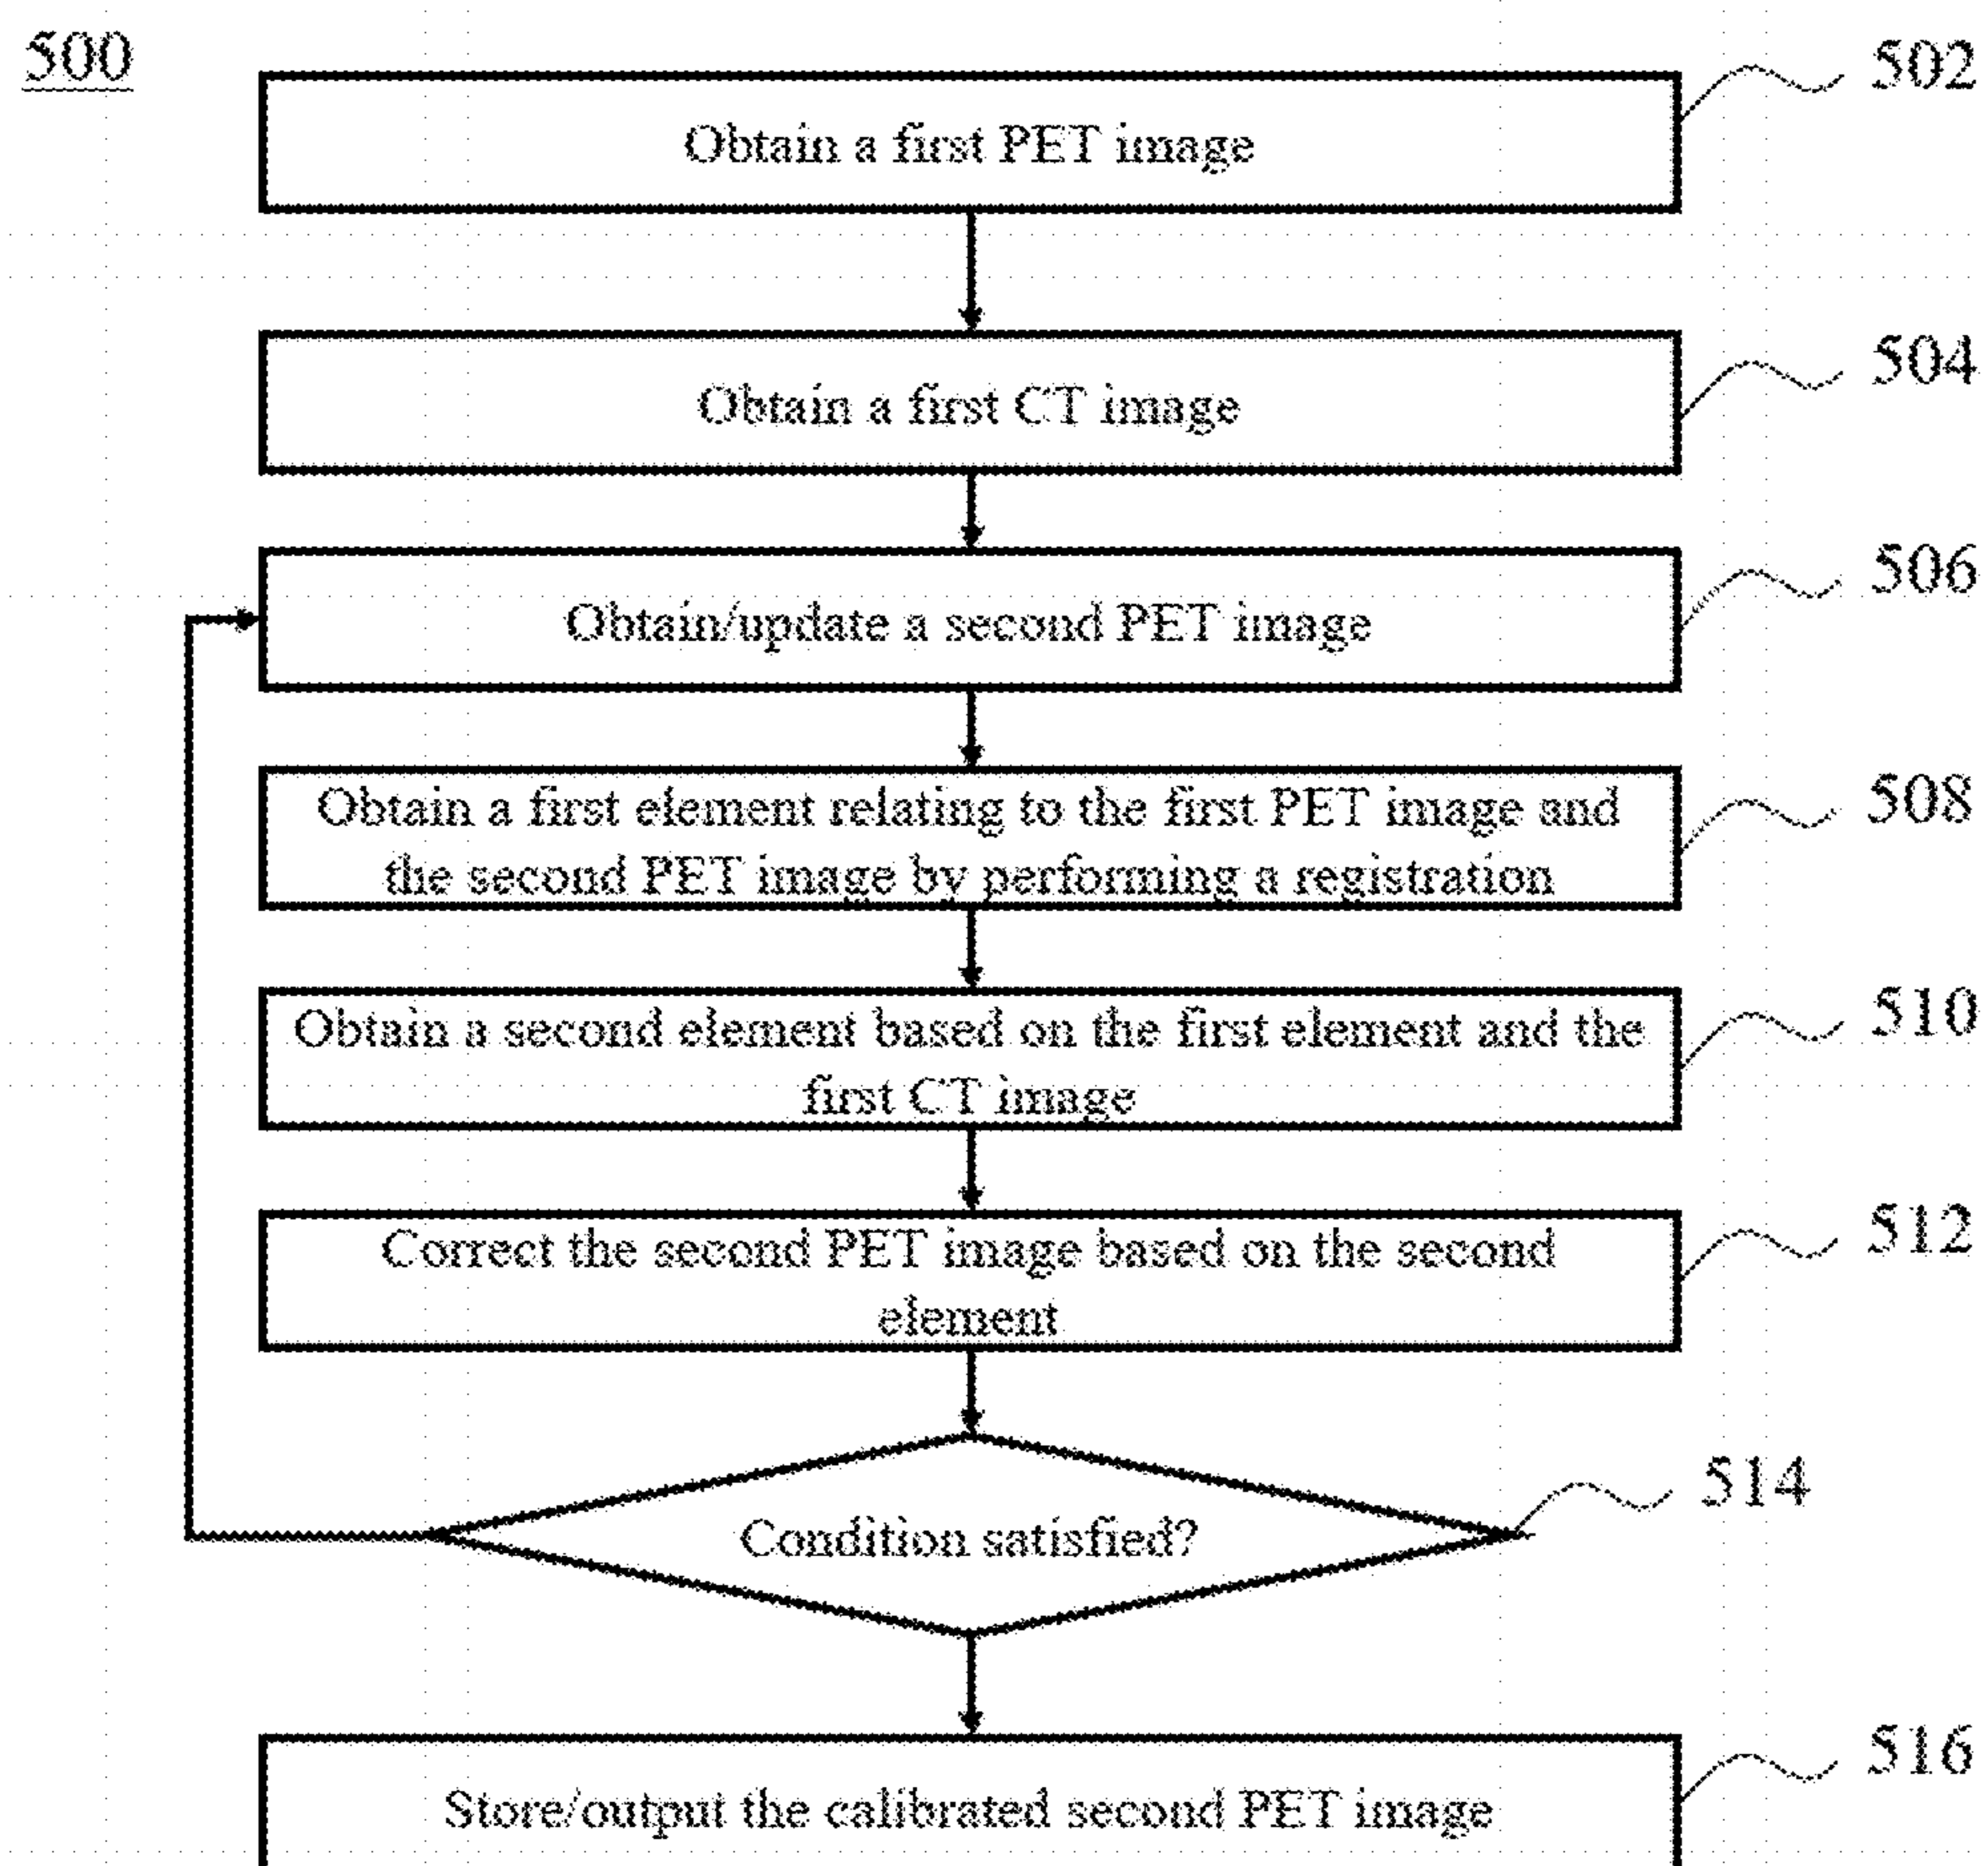 500
502
Obtain a first PET image
504
Obtain a first CT image
506
Obtain/update a second PET image
508
Obtain a first element relating to the first PET image and
the second PET image by performing a registration
510
Obtain a second element based on the first element and the
first CT image
512
Correct the second PET image based on the second
element
514
Condition satisfied?
516
Store/output the calibrated second PET image